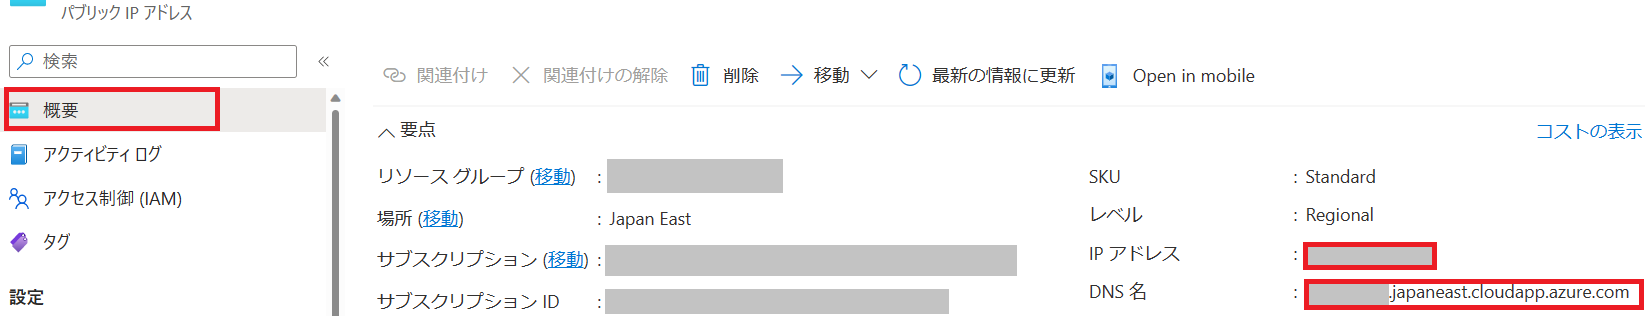 パブリック IP アドレス
検索
«
関連付け
関連付けの解除
削除
移動
最新の情報に更新
Open in mobile
概要
アクティビティ ログ
アクセス制御 (IAM)
タグ
設定
要点
コストの表示
リソース グループ (移動) :
場所 (移動) : Japan East
サブスクリプション (移動) :
サブスクリプション ID :
SKU : Standard
レベル : Regional
IP アドレス :
DNS 名 : .japaneast.cloudapp.azure.com